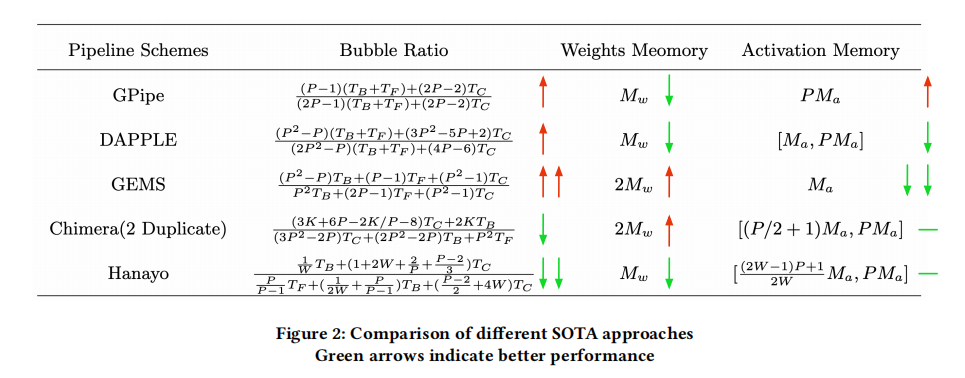 Pipeline Schemes Bubble Ratio Weights Meomory Activation Memory
GPipe \frac{(P-1)(T_B+T_F)+(2P-2)T_C}{(2P-1)(T_B+T_F)+(2P-2)T_C} ↑ M_w ↓ PM_a ↑
DAPPLE \frac{(P^2-P)(T_B+T_F)+(3P^2-5P+2)T_C}{(2P^2-P)(T_B+T_F)+(4P-6)T_C} ↑ M_w ↓ [M_a, PM_a] ↓
GEMS \frac{(P^2-P)T_B+(P-1)T_F+(P^2-1)T_C}{P^2T_B+(2P-1)T_F+(P^2-1)T_C} ↑↑ 2M_w ↑ M_a ↓↓
Chimera(2 Duplicate) \frac{(3K+6P-2K/P-8)T_C+2KT_B}{(3P^2-2P)T_C+(2P^2-2P)T_B+P^2T_F} ↓ 2M_w ↑ [(P/2+1)M_a, PM_a] —
Hanayo \frac{\frac{1}{W}T_B+(1+2W+\frac{2}{P}+\frac{P-2}{3})T_C}{\frac{P}{P-1}T_F+(\frac{1}{2W}+\frac{P}{P-1})T_B+(\frac{P-2}{2}+4W)T_C} ↓↓ M_w ↓ [\frac{(2W-1)P+1}{2W}M_a, PM_a] —
Figure 2: Comparison of different SOTA approaches
Green arrows indicate better performance